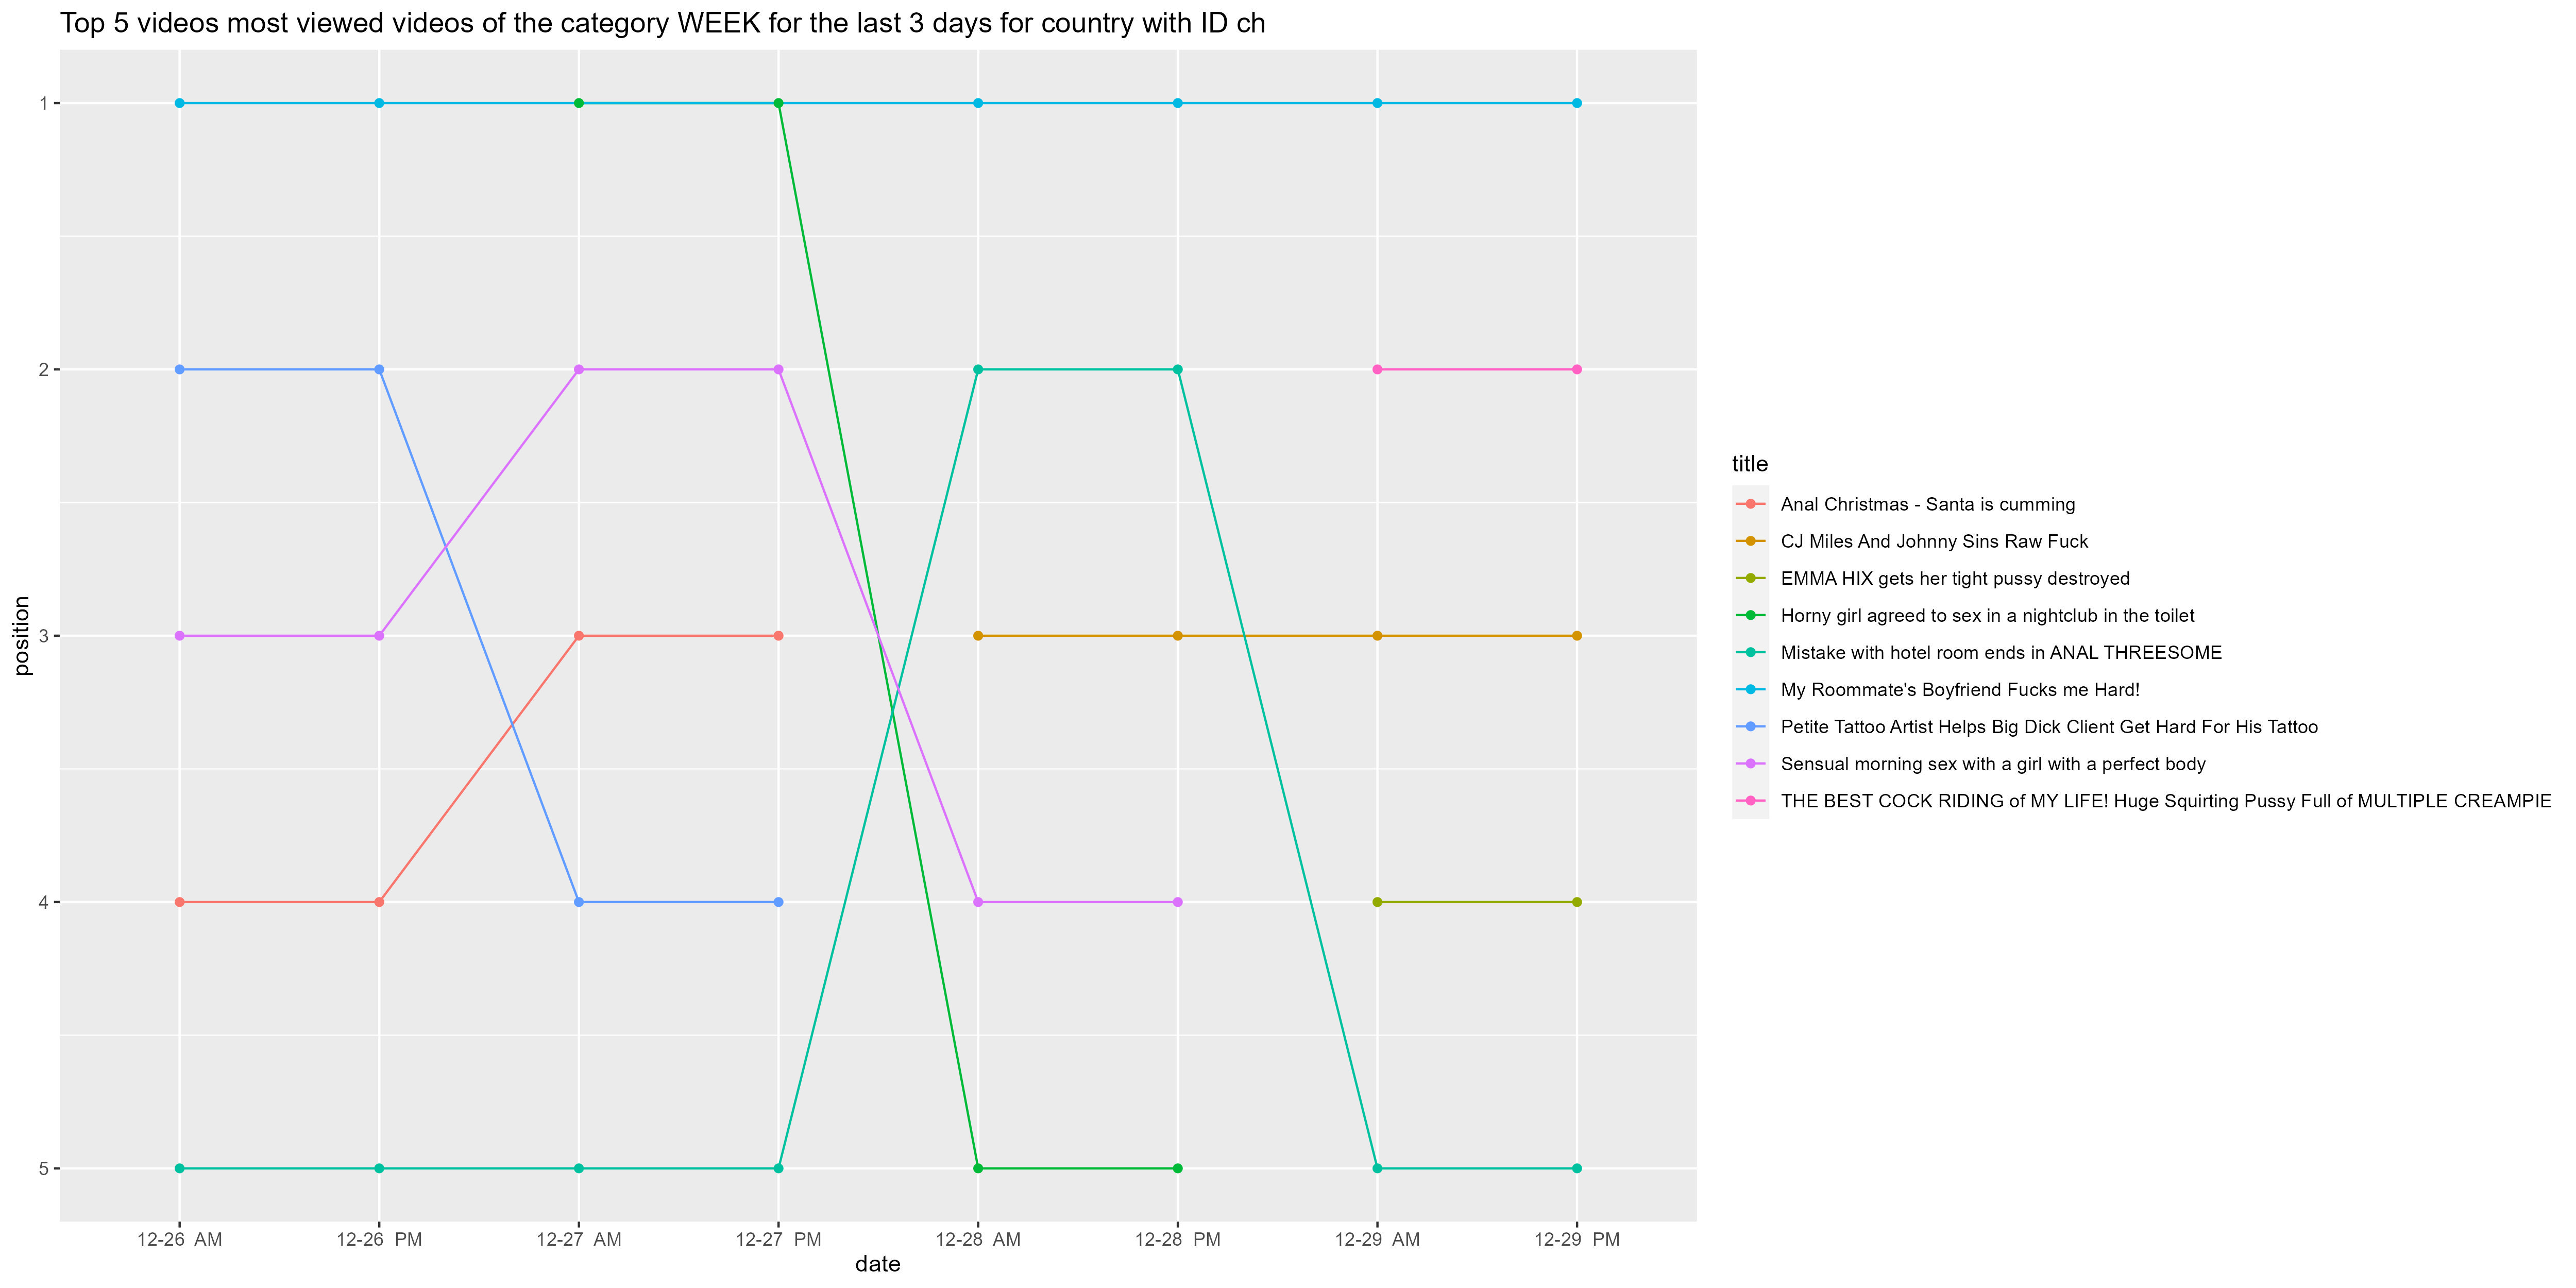 Top 5 videos most viewed videos of the category WEEK for the last 3 days for country with ID ch
1
2
3
4
5
position
12-26 AM
12-26 PM
12-27 AM
12-27 PM
12-28 AM
12-28 PM
12-29 AM
12-29 PM
date
title
Anal Christmas - Santa is cumming
CJ Miles And Johnny Sins Raw Fuck
EMMA HIX gets her tight pussy destroyed
Horny girl agreed to sex in a nightclub in the toilet
Mistake with hotel room ends in ANAL THREESOME
My Roommate's Boyfriend Fucks me Hard!
Petite Tattoo Artist Helps Big Dick Client Get Hard For His Tattoo
Sensual morning sex with a girl with a perfect body
THE BEST COCK RIDING of MY LIFE! Huge Squirting Pussy Full of MULTIPLE CREAMPIE